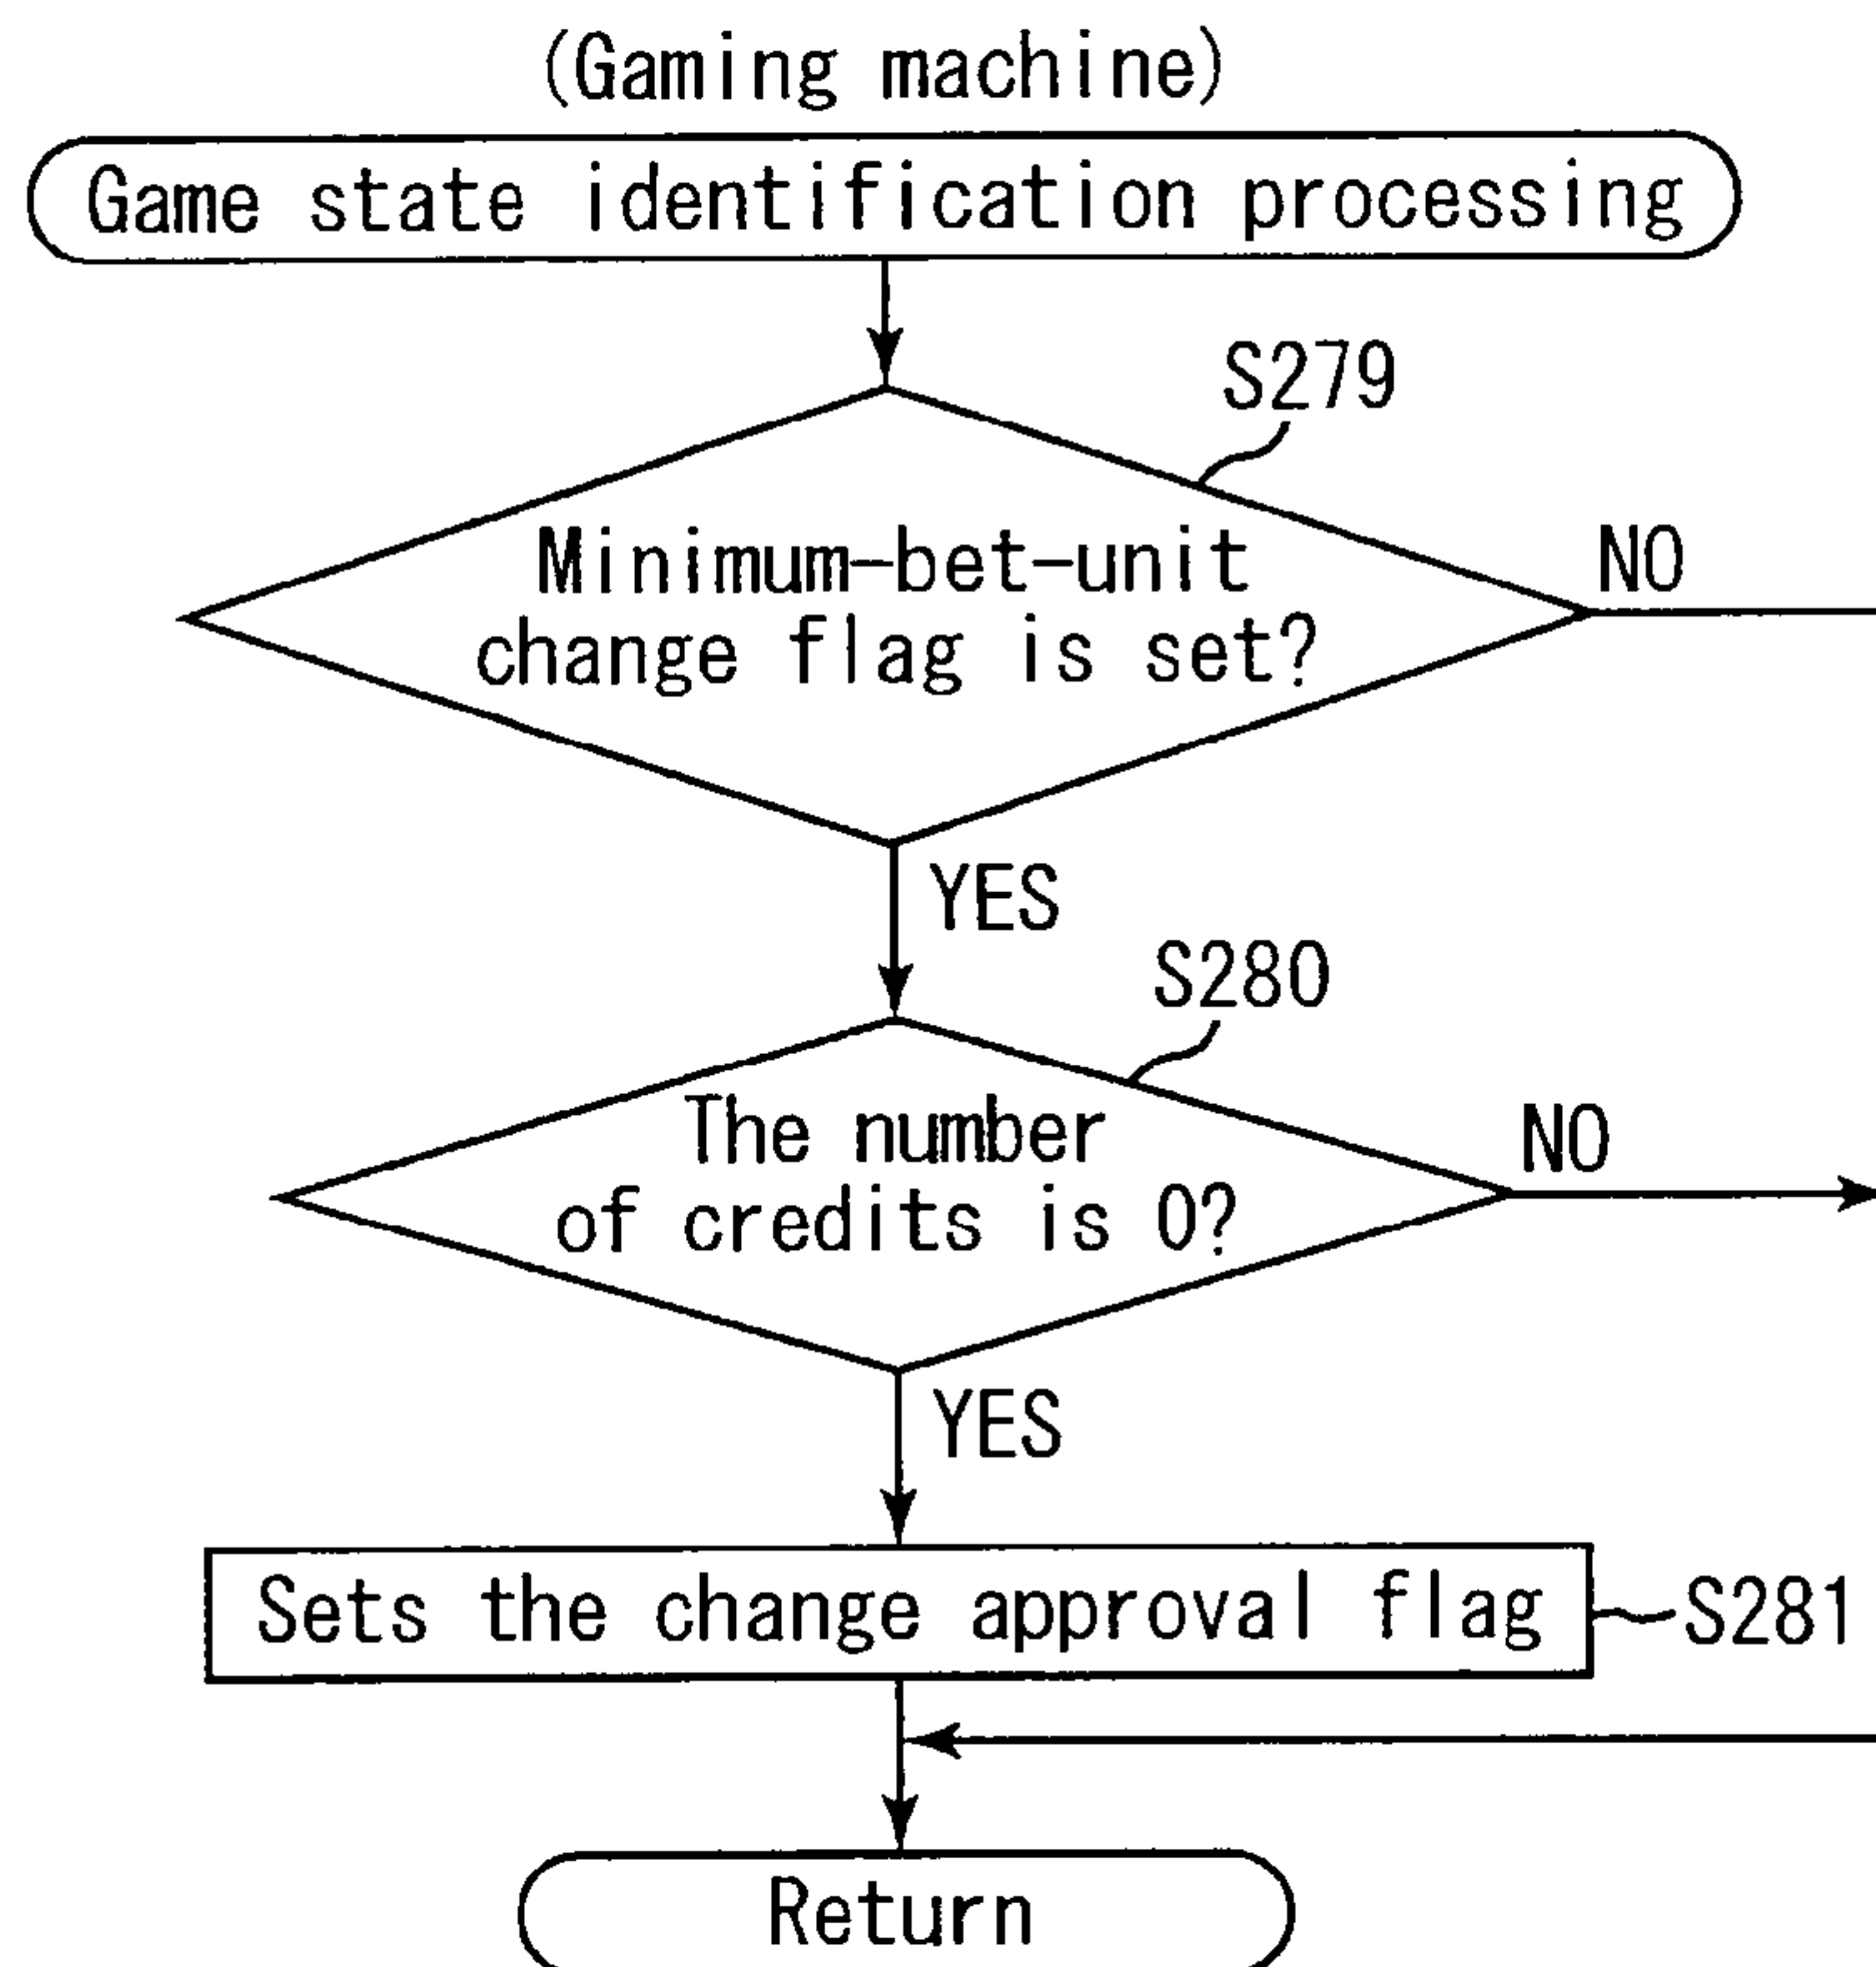 (Gaming machine)
Game state identification processing
S279
Minimum-bet-unit
change flag is set?
NO
YES
S280
The number
of credits is 0?
NO
YES
Sets the change approval flag
S281
Return